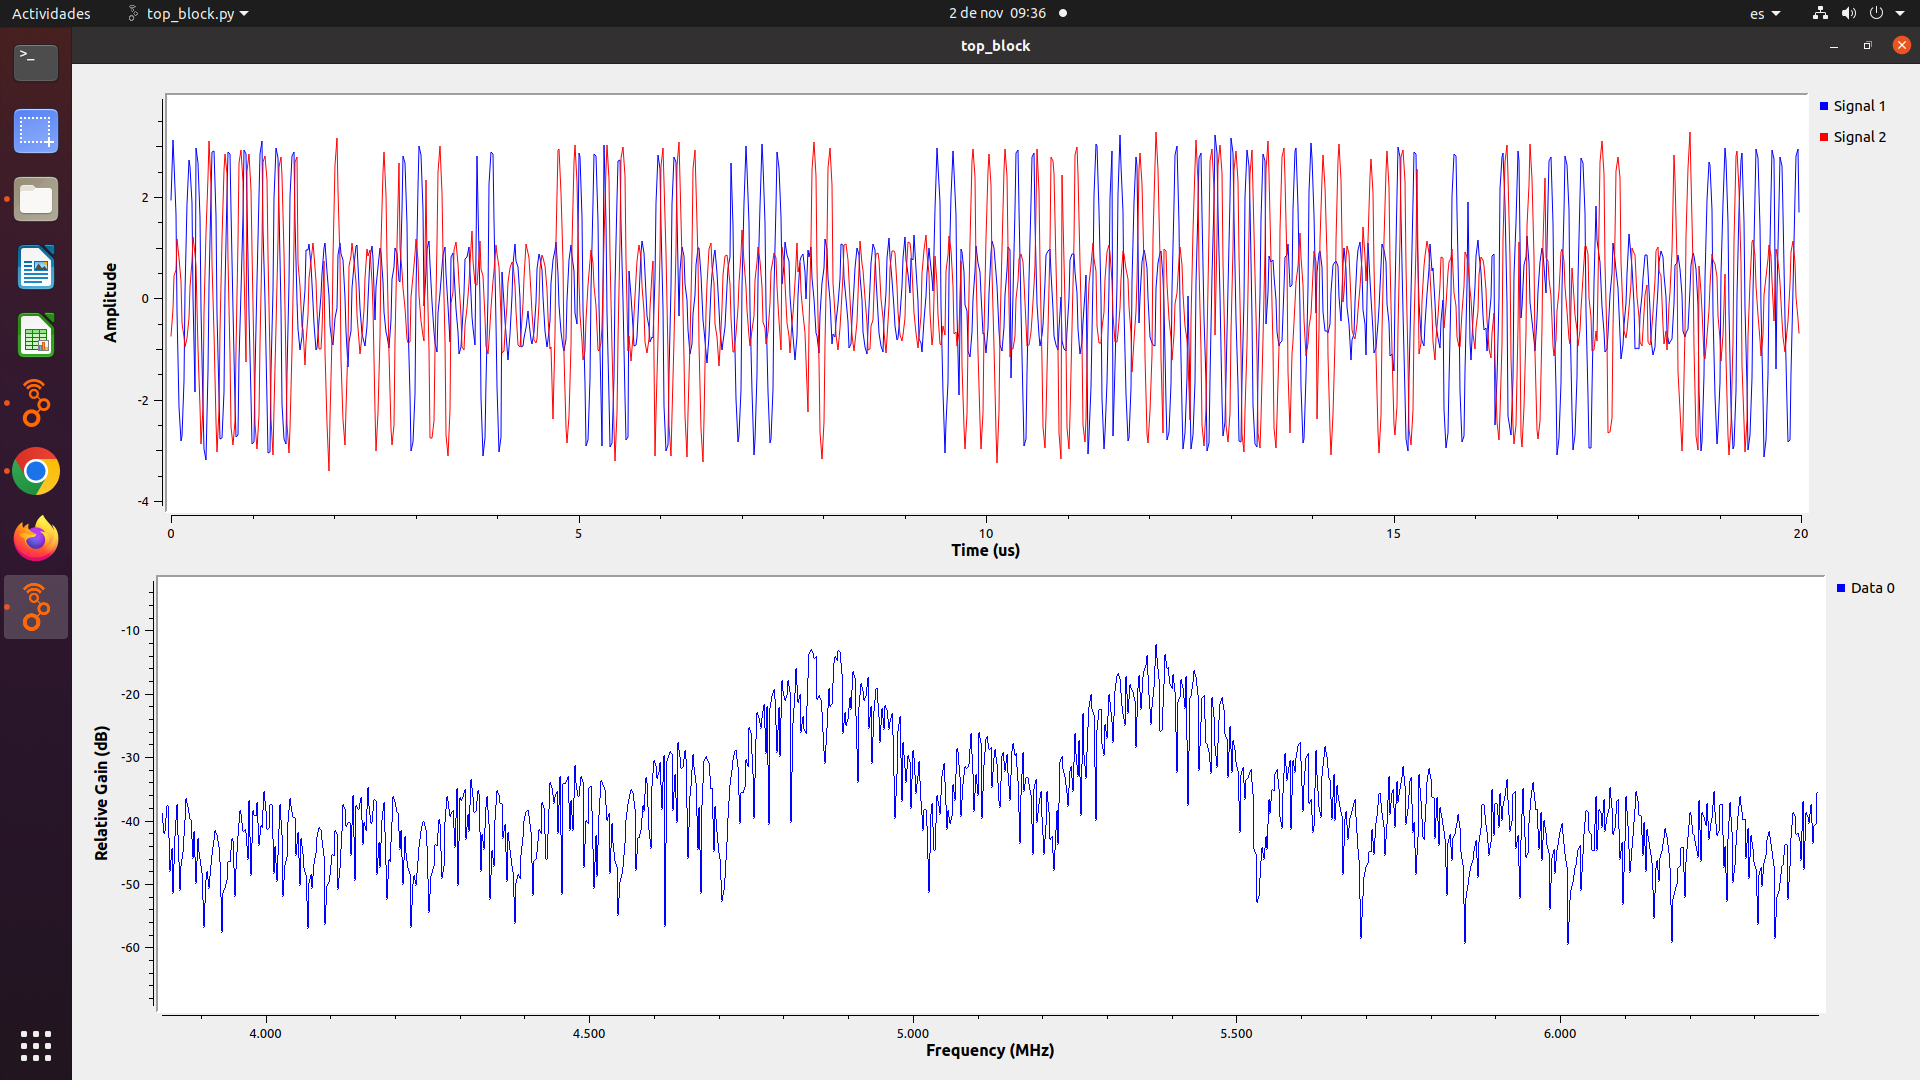 Actividades top_block.py 2 de nov 09:36 es
top_block
>_
Signal 1
Signal 2
Amplitude
2
0
-2
-4
0 5 10 15 20
Time (us)
Data 0
Relative Gain (dB)
-10
-20
-30
-40
-50
-60
4.000 4.500 5.000 5.500 6.000
Frequency (MHz)